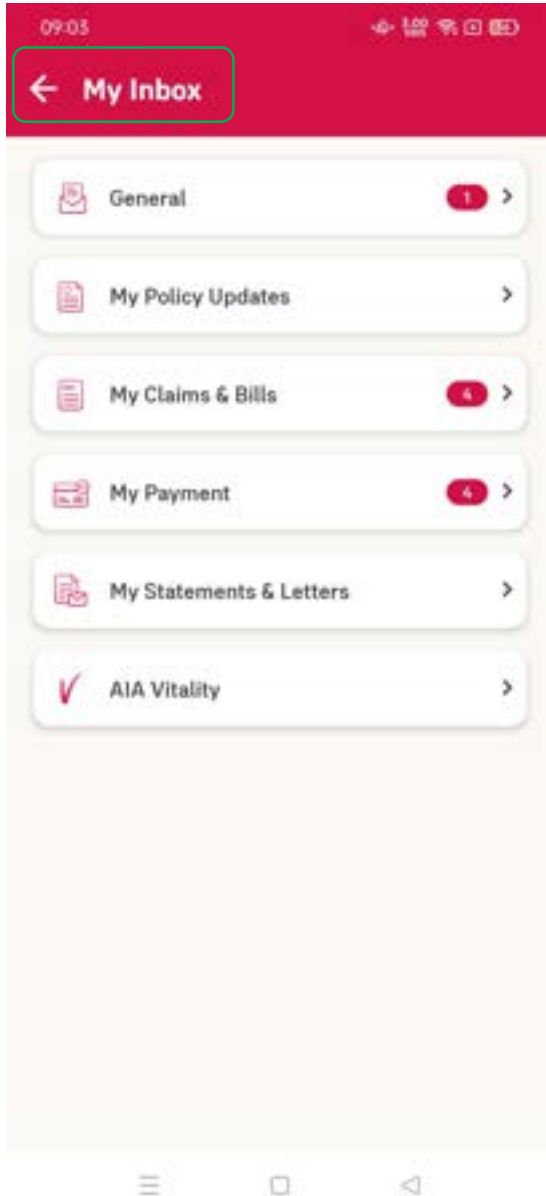 09:03
My Inbox
General 1
My Policy Updates
My Claims & Bills 4
My Payment 4
My Statements & Letters
AIA Vitality